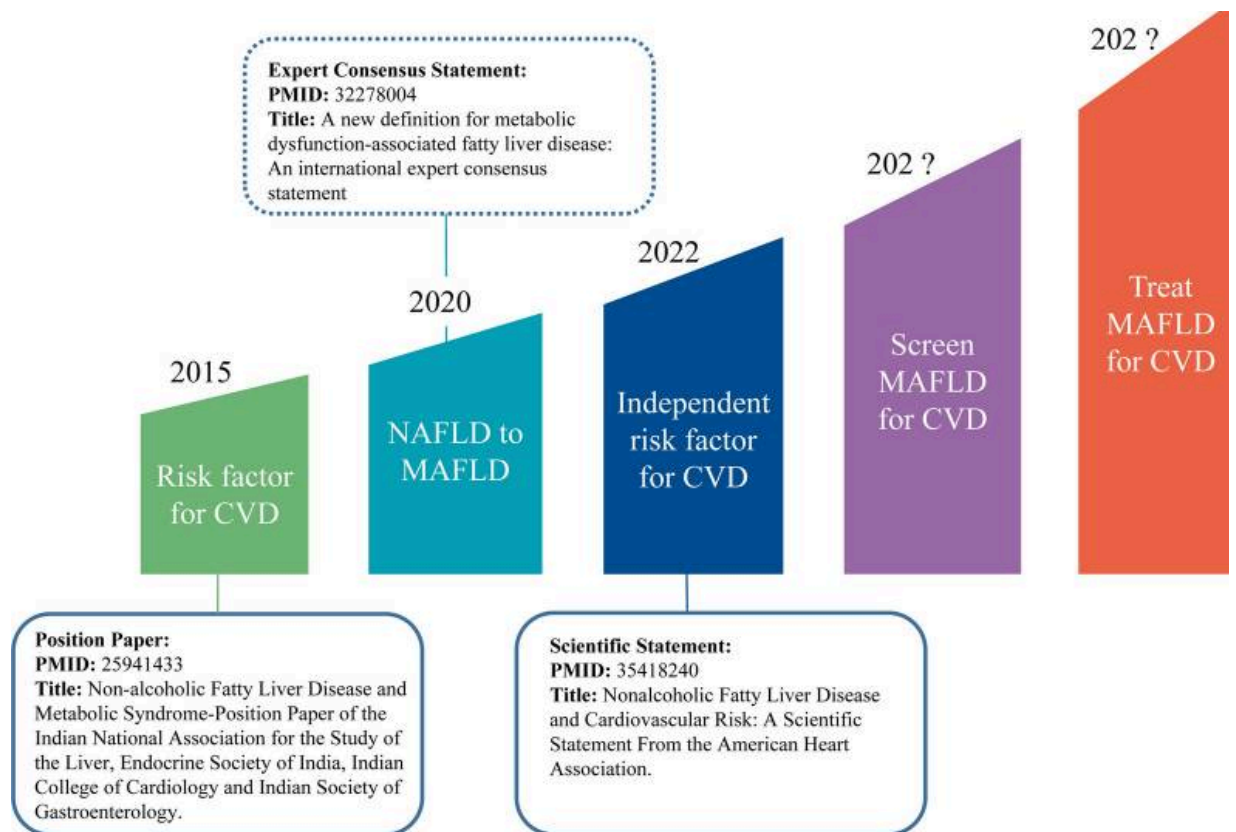 202 ?
Expert Consensus Statement:
PMID: 32278004
Title: A new definition for metabolic
dysfunction-associated fatty liver disease:
An international expert consensus
statement
202 ?
2022
2020
2015
Treat
MAFLD
for CVD
Screen
MAFLD
for CVD
Independent
risk factor
for CVD
NAFLD to
MAFLD
Risk factor
for CVD
Position Paper:
PMID: 25941433
Title: Non-alcoholic Fatty Liver Disease and
Metabolic Syndrome-Position Paper of the
Indian National Association for the Study of
the Liver, Endocrine Society of India, Indian
College of Cardiology and Indian Society of
Gastroenterology.
Scientific Statement:
PMID: 35418240
Title: Nonalcoholic Fatty Liver Disease
and Cardiovascular Risk: A Scientific
Statement From the American Heart
Association.